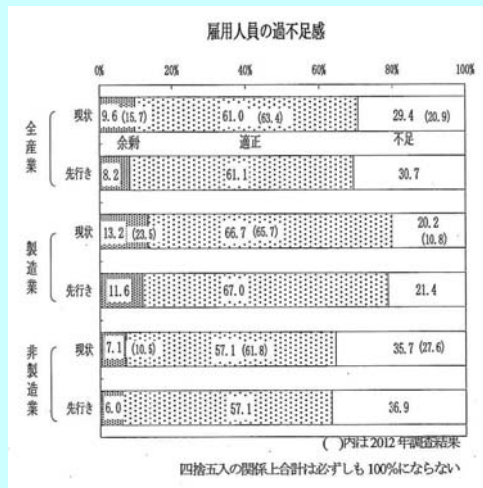 雇用人員の過不足感
0% 20% 40% 60% 80% 100%
全産業
現状 9.6 (15.7) 61.0 (63.4) 29.4 (20.9)
余剰 適正 不足
先行き 8.2 61.1 30.7
製造業
現状 13.2 (23.5) 66.7 (65.7) 20.2 (10.8)
先行き 11.6 67.0 21.4
非製造業
現状 7.1 (10.5) 57.1 (61.8) 35.7 (27.6)
先行き 6.0 57.1 36.9
( )内は2012年調査結果
四捨五入の関係上合計は必ずしも100%にならない